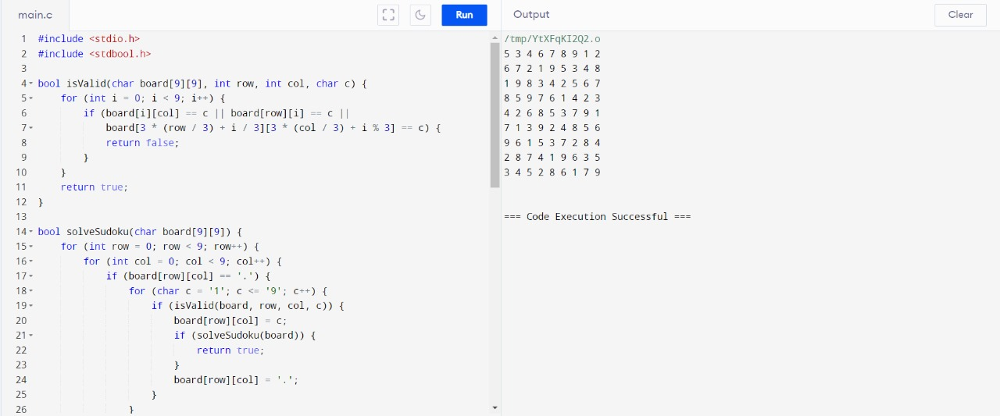 main.c
Run
Output
Clear
1 #include <stdio.h>
2 #include <stdbool.h>
3
4 bool isValid(char board[9][9], int row, int col, char c) {
5     for (int i = 0; i < 9; i++) {
6         if (board[i][col] == c || board[row][i] == c ||
7             board[3 * (row / 3) + i / 3][3 * (col / 3) + i % 3] == c) {
8             return false;
9         }
10     }
11     return true;
12 }
13
14 bool solveSudoku(char board[9][9]) {
15     for (int row = 0; row < 9; row++) {
16         for (int col = 0; col < 9; col++) {
17             if (board[row][col] == '.') {
18                 for (char c = '1'; c <= '9'; c++) {
19                     if (isValid(board, row, col, c)) {
20                         board[row][col] = c;
21                         if (solveSudoku(board)) {
22                             return true;
23                         }
24                         board[row][col] = '.';
25                     }
26                 }
/tmp/YtXFqKI2Q2.o
5 3 4 6 7 8 9 1 2
6 7 2 1 9 5 3 4 8
1 9 8 3 4 2 5 6 7
8 5 9 7 6 1 4 2 3
4 2 6 8 5 3 7 9 1
7 1 3 9 2 4 8 5 6
9 6 1 5 3 7 2 8 4
2 8 7 4 1 9 6 3 5
3 4 5 2 8 6 1 7 9
=== Code Execution Successful ===